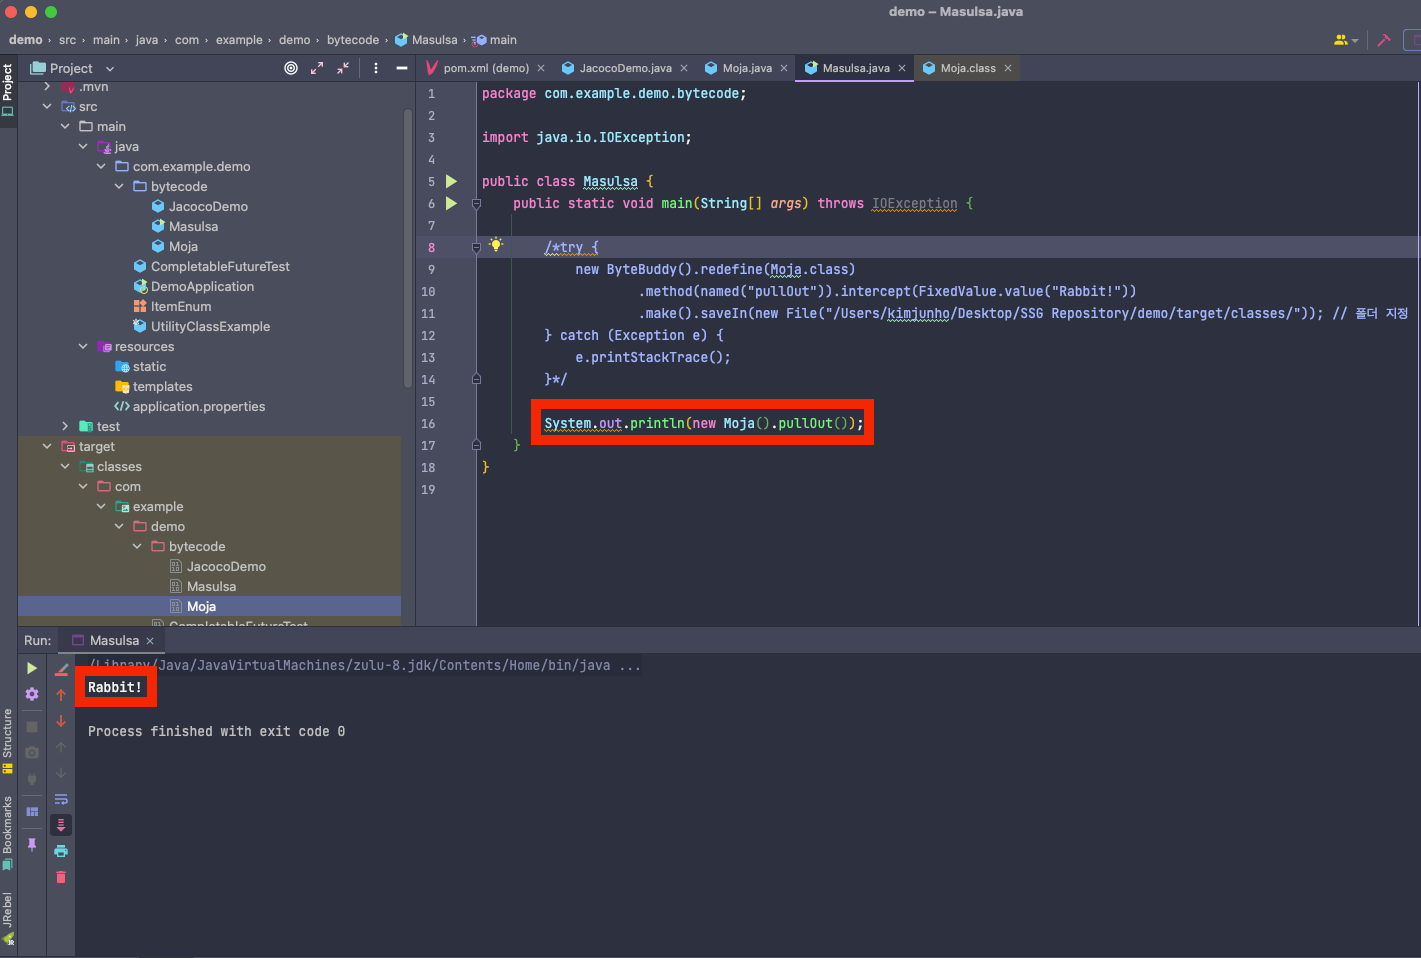 demo – Masulsa.java
demo › src › main › java › com › example › demo › bytecode › Masulsa › main
Project
Project
.mvn
src
main
java
com.example.demo
bytecode
JacocoDemo
Masulsa
Moja
CompletableFutureTest
DemoApplication
ItemEnum
UtilityClassExample
resources
static
templates
application.properties
test
target
classes
com
example
demo
bytecode
JacocoDemo
Masulsa
Moja
CompletableFutureTest
pom.xml (demo)
JacocoDemo.java
Moja.java
Masulsa.java
Moja.class
1 package com.example.demo.bytecode;
2
3 import java.io.IOException;
4
5 public class Masulsa {
6 public static void main(String[] args) throws IOException {
7
8 /*try {
9 new ByteBuddy().redefine(Moja.class)
10 .method(named("pullOut")).intercept(FixedValue.value("Rabbit!"))
11 .make().saveIn(new File("/Users/kimjunho/Desktop/SSG Repository/demo/target/classes/")); // 폴더 지정
12 } catch (Exception e) {
13 e.printStackTrace();
14 }*/
15
16 System.out.println(new Moja().pullOut());
17 }
18 }
19
Run: Masulsa
/Library/Java/JavaVirtualMachines/zulu-8.jdk/Contents/Home/bin/java ...
Rabbit!
Process finished with exit code 0
Structure
Bookmarks
JRebel